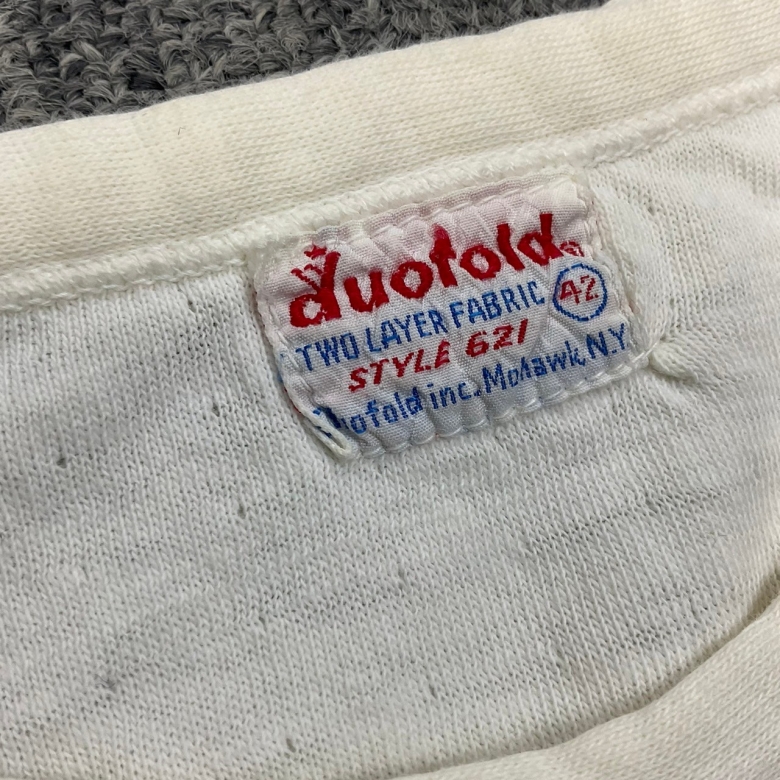 duofold
TWO LAYER FABRIC 42
STYLE 621
Duofold inc. Mohawk, N.Y.